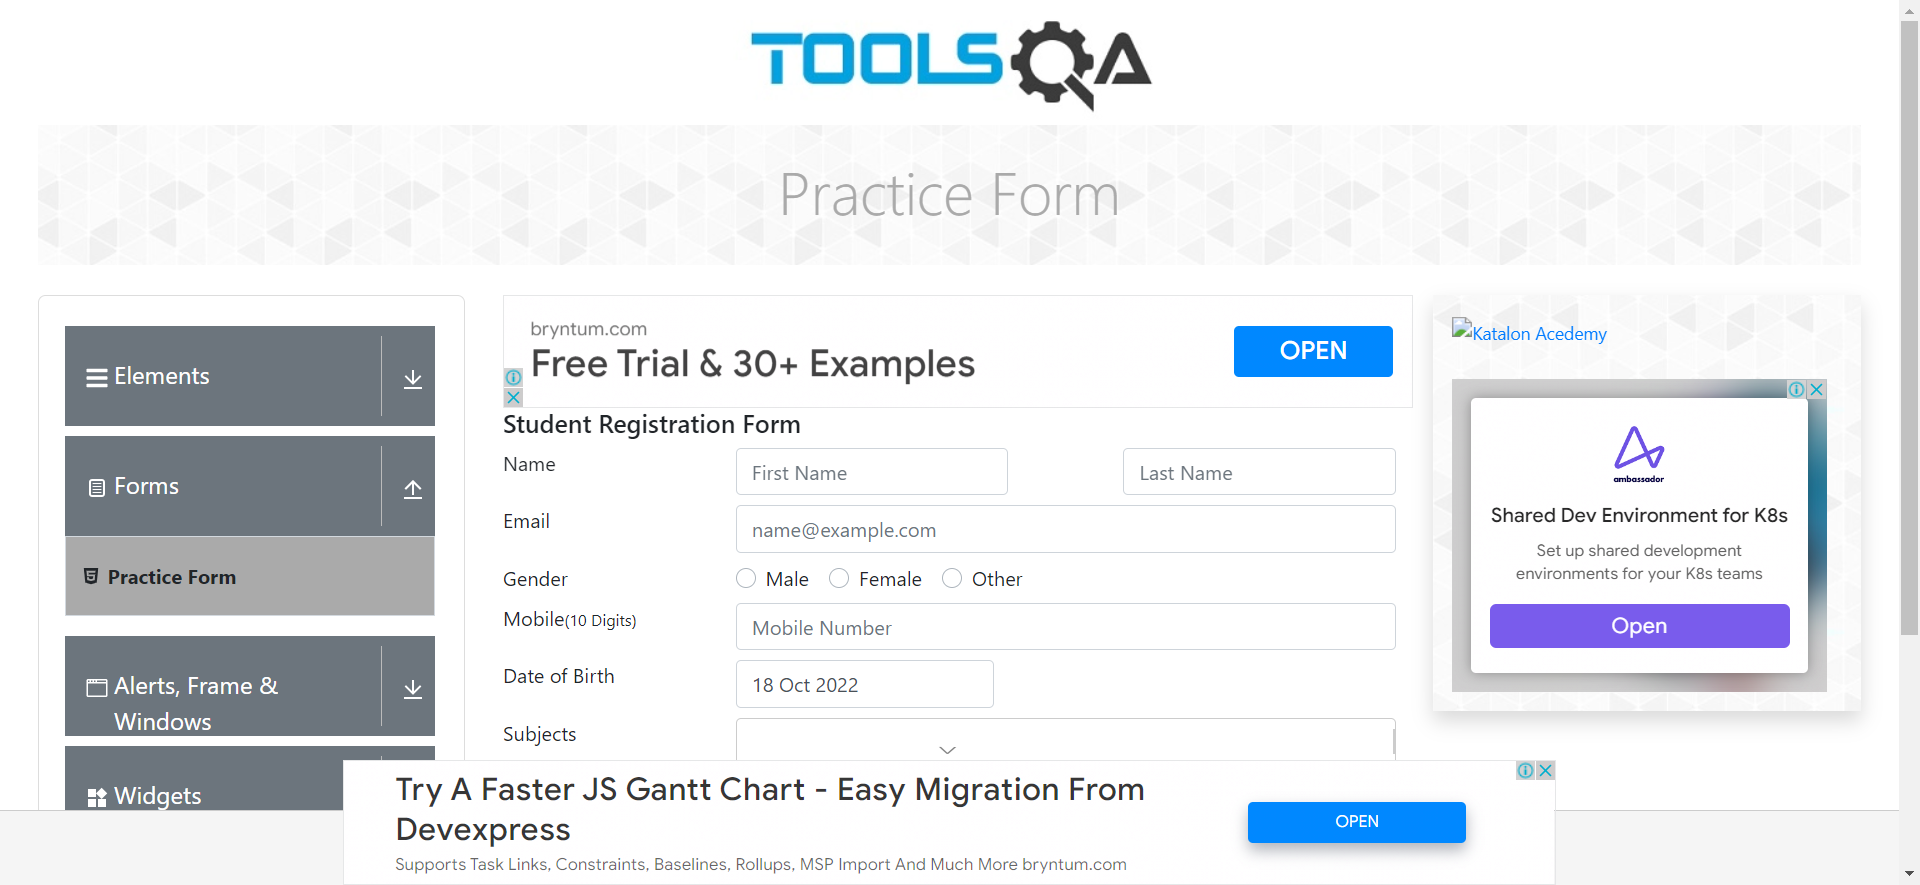 TOOLSQA
Practice Form
Elements
Forms
Practice Form
Alerts, Frame &
Windows
Widgets
bryntum.com
Free Trial & 30+ Examples
OPEN
Student Registration Form
Name
First Name
Last Name
Email
name@example.com
Gender
Male
Female
Other
Mobile(10 Digits)
Mobile Number
Date of Birth
18 Oct 2022
Subjects
Katalon Acedemy
ambassador
Shared Dev Environment for K8s
Set up shared development
environments for your K8s teams
Open
Try A Faster JS Gantt Chart - Easy Migration From
Devexpress
Supports Task Links, Constraints, Baselines, Rollups, MSP Import And Much More bryntum.com
OPEN